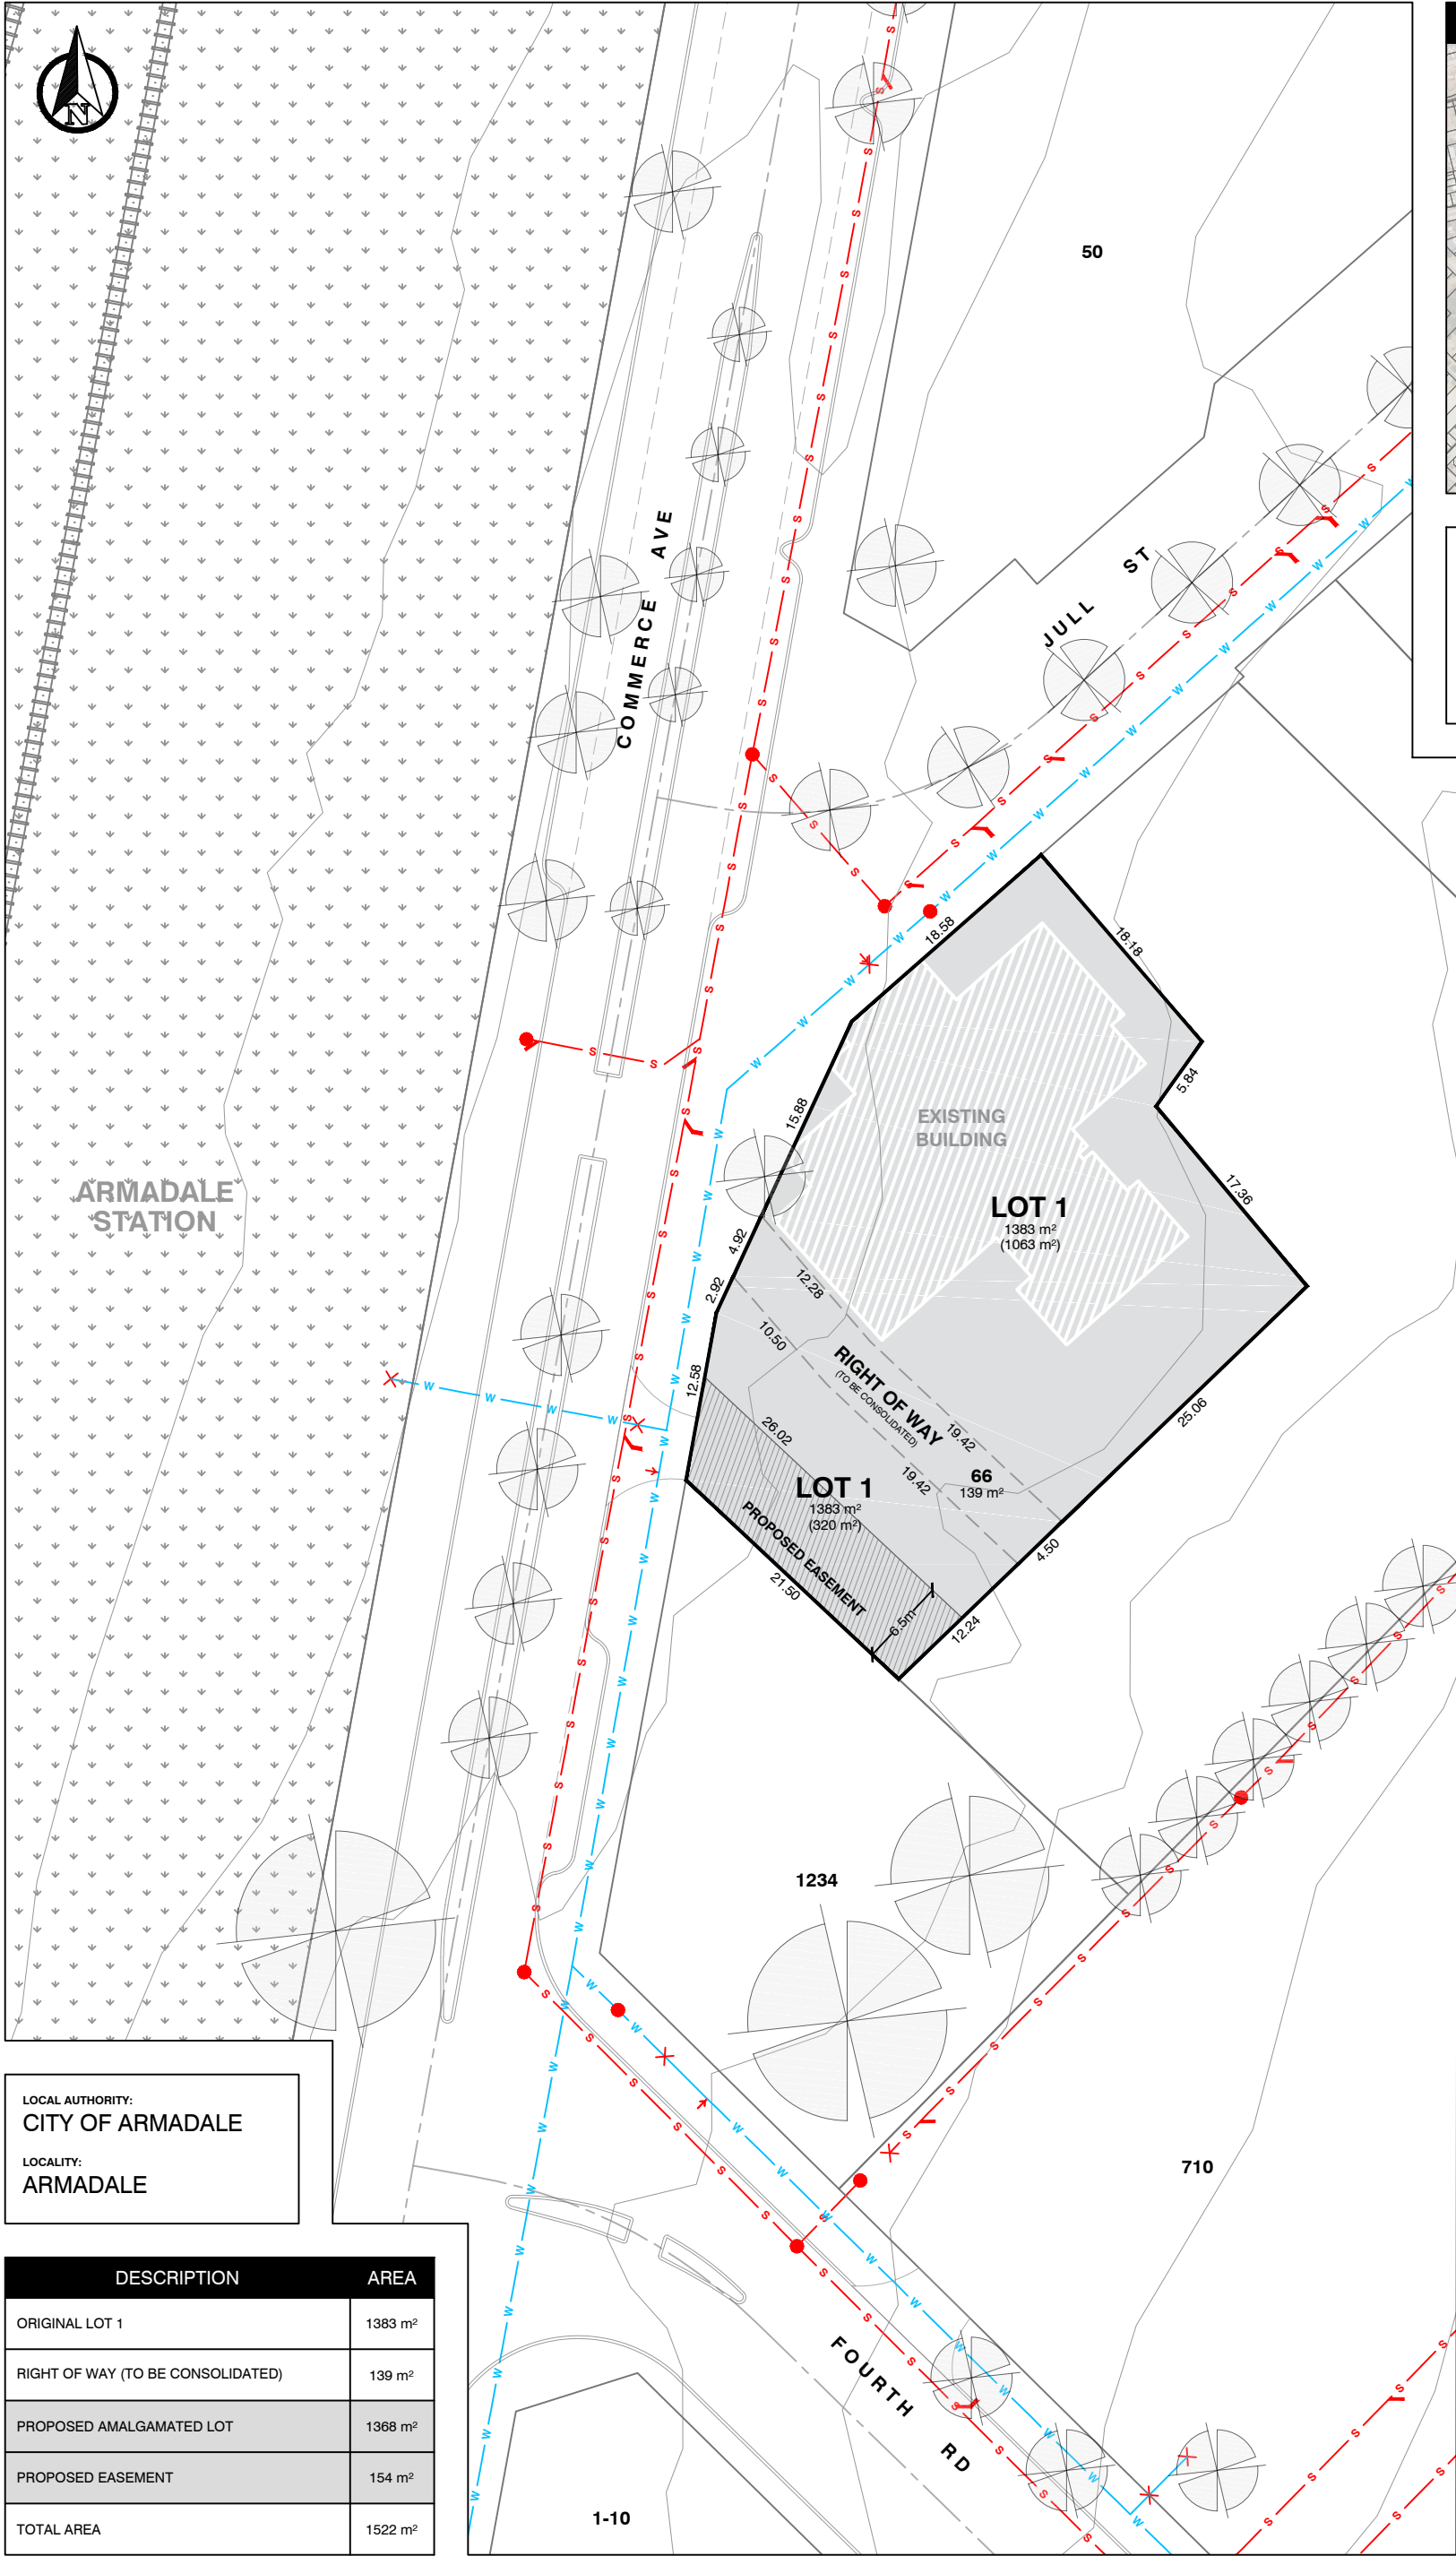 N
50
COMMERCE AVE
JULL ST
18.58
18.18
5.84
15.88
EXISTING
BUILDING
17.36
ARMADALE
STATION
LOT 1
1383 m²
(1063 m²)
4.92
2.92
12.28
10.50
RIGHT OF WAY
(TO BE CONSOLIDATED)
12.58
26.02
19.42
19.42
25.06
66
139 m²
LOT 1
1383 m²
(320 m²)
PROPOSED EASEMENT
4.50
21.50
6.5m
12.24
1234
LOCAL AUTHORITY:
CITY OF ARMADALE
LOCALITY:
ARMADALE
710
DESCRIPTION AREA
ORIGINAL LOT 1 1383 m²
RIGHT OF WAY (TO BE CONSOLIDATED) 139 m²
PROPOSED AMALGAMATED LOT 1368 m²
PROPOSED EASEMENT 154 m²
TOTAL AREA 1522 m²
FOURTH RD
1-10